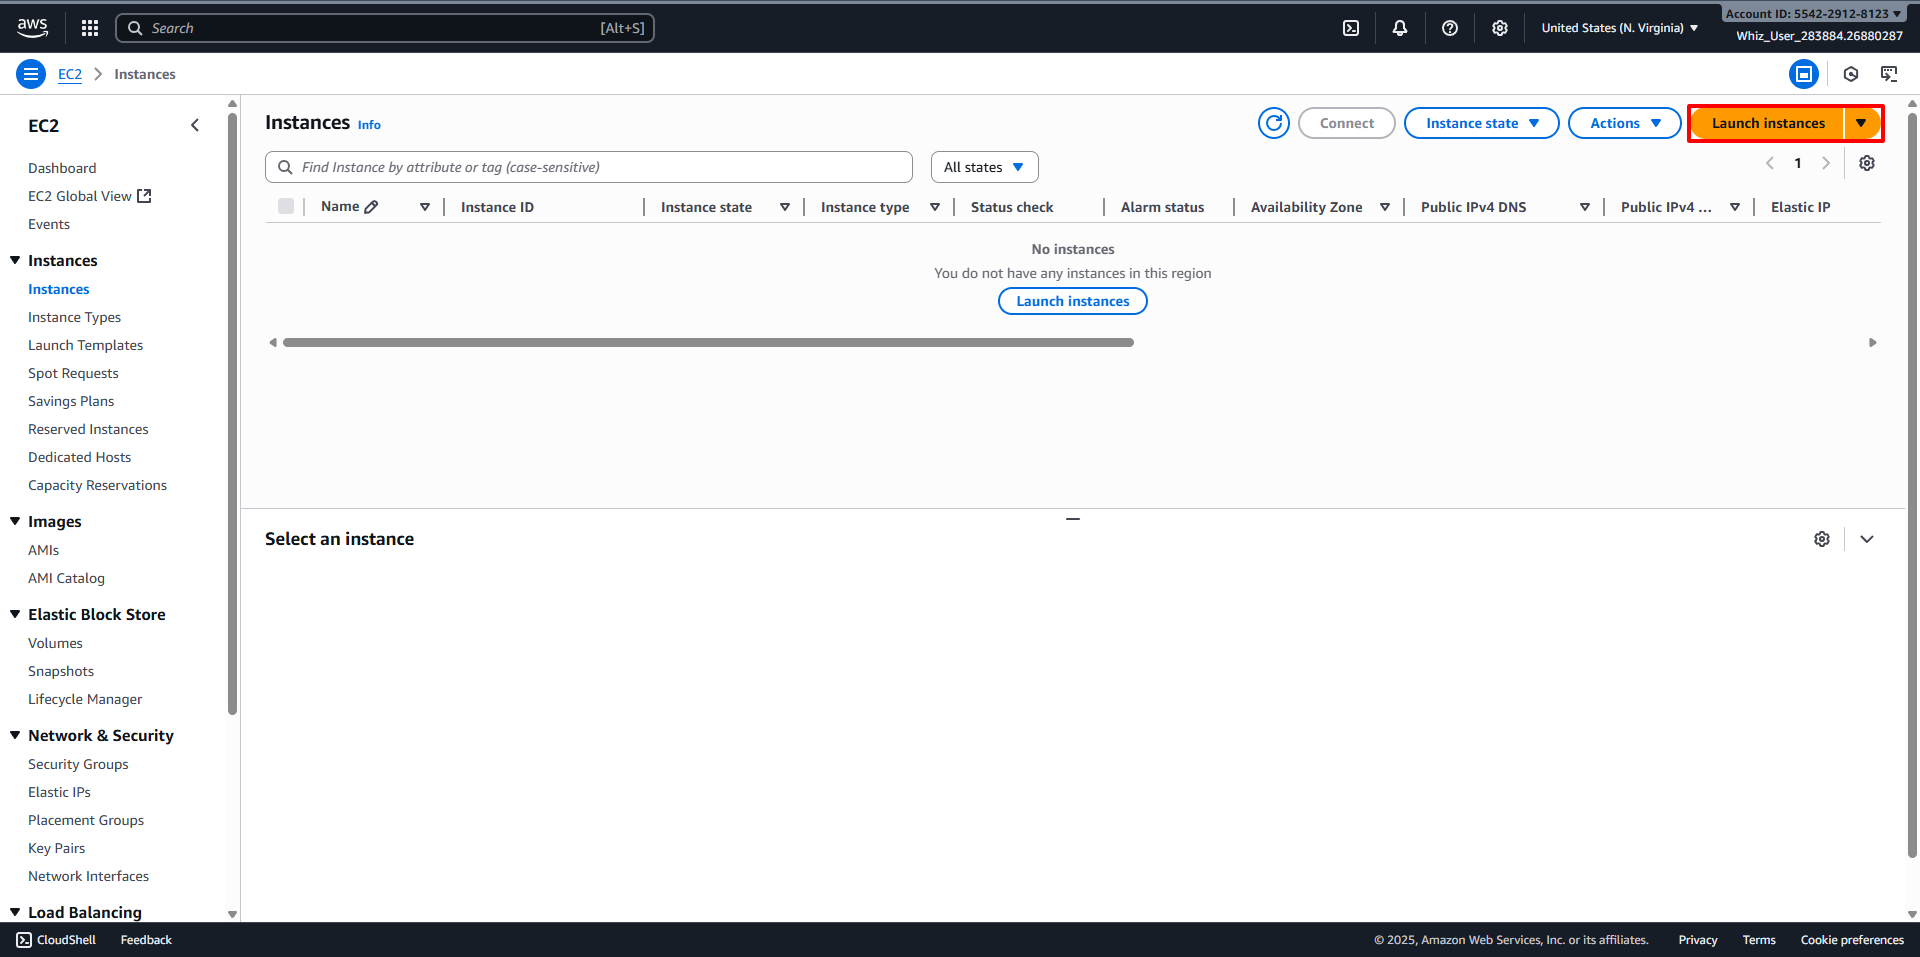 aws
Search [Alt+S]
United States (N. Virginia)
Account ID: 5542-2912-8123
Whiz_User_283884.26880287
EC2 Instances
EC2
Dashboard
EC2 Global View
Events
Instances
Instances
Instance Types
Launch Templates
Spot Requests
Savings Plans
Reserved Instances
Dedicated Hosts
Capacity Reservations
Images
AMIs
AMI Catalog
Elastic Block Store
Volumes
Snapshots
Lifecycle Manager
Network & Security
Security Groups
Elastic IPs
Placement Groups
Key Pairs
Network Interfaces
Load Balancing
Instances Info
Connect Instance state Actions Launch instances
Find Instance by attribute or tag (case-sensitive) All states
1
Name Instance ID Instance state Instance type Status check Alarm status Availability Zone Public IPv4 DNS Public IPv4 ... Elastic IP
No instances
You do not have any instances in this region
Launch instances
Select an instance
CloudShell Feedback
© 2025, Amazon Web Services, Inc. or its affiliates. Privacy Terms Cookie preferences